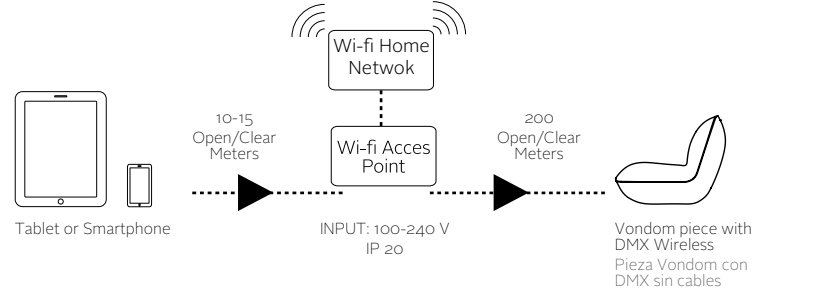 Wi-fi Home
Netwok
10-15
Open/Clear
Meters
Wi-fi Acces
Point
200
Open/Clear
Meters
Tablet or Smartphone
INPUT: 100-240 V
IP 20
Vondom piece with
DMX Wireless
Pieza Vondom con
DMX sin cables